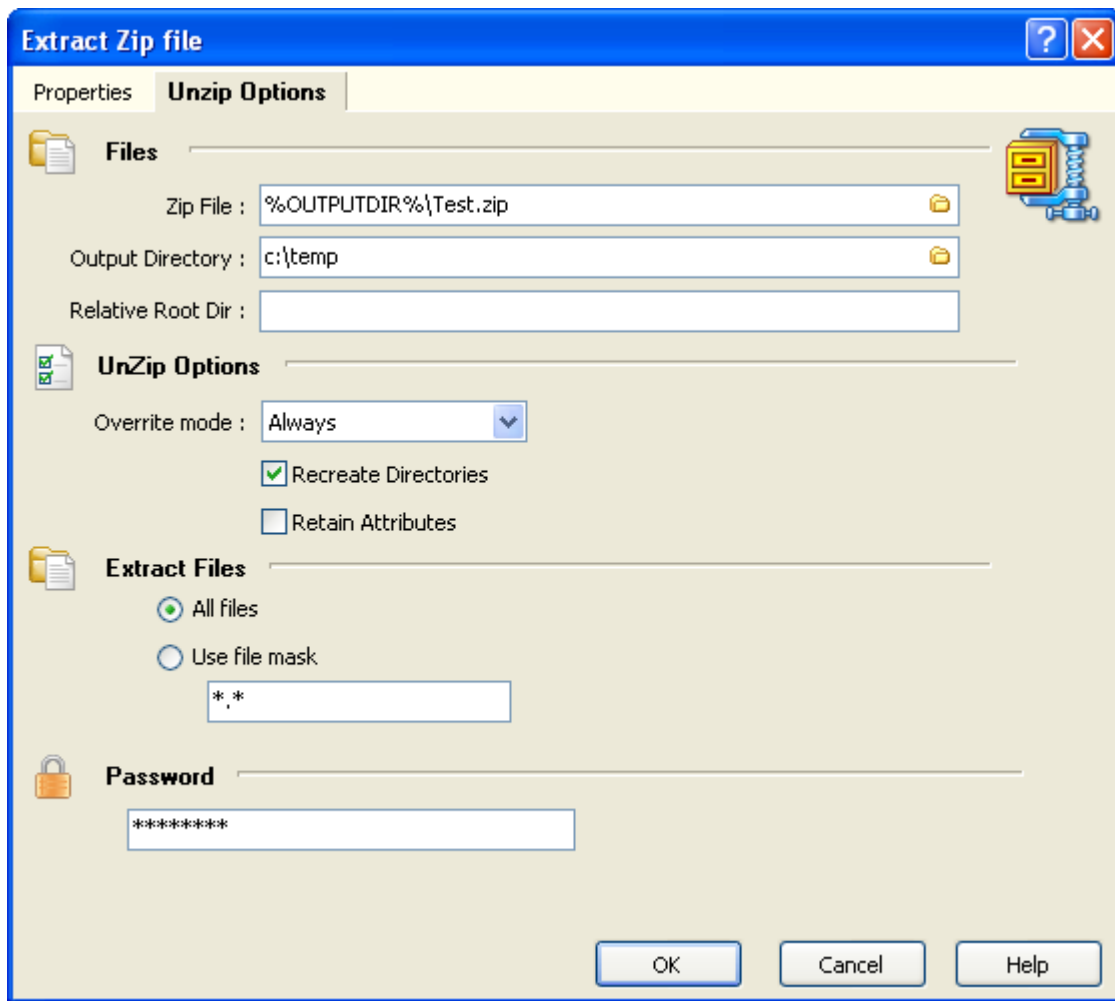 Extract Zip file
Properties Unzip Options
Files
Zip File : %OUTPUTDIR%\Test.zip
Output Directory : c:\temp
Relative Root Dir :
UnZip Options
Overrite mode : Always
Recreate Directories
Retain Attributes
Extract Files
All files
Use file mask
*.*
Password
********
OK Cancel Help